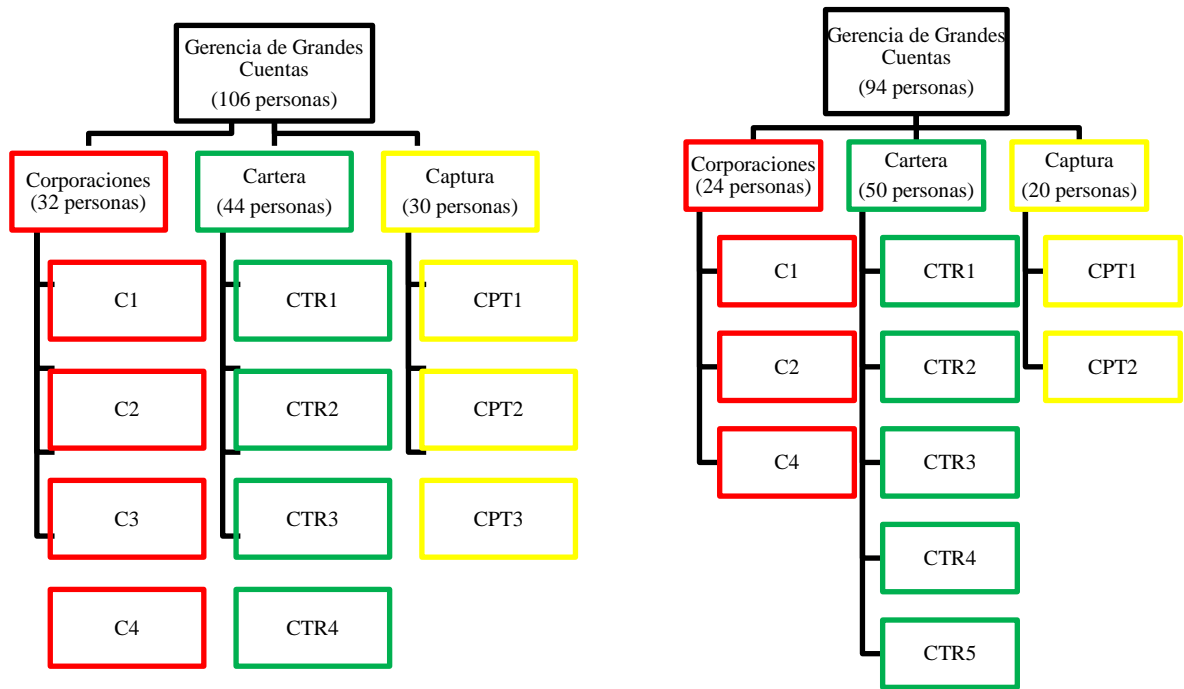 Gerencia de Grandes
Cuentas
(106 personas)
Corporaciones
(32 personas)
Cartera
(44 personas)
Captura
(30 personas)
C1
CTR1
CPT1
C2
CTR2
CPT2
C3
CTR3
CPT3
C4
CTR4
Gerencia de Grandes
Cuentas
(94 personas)
Corporaciones
(24 personas)
Cartera
(50 personas)
Captura
(20 personas)
C1
CTR1
CPT1
C2
CTR2
CPT2
C4
CTR3
CTR4
CTR5